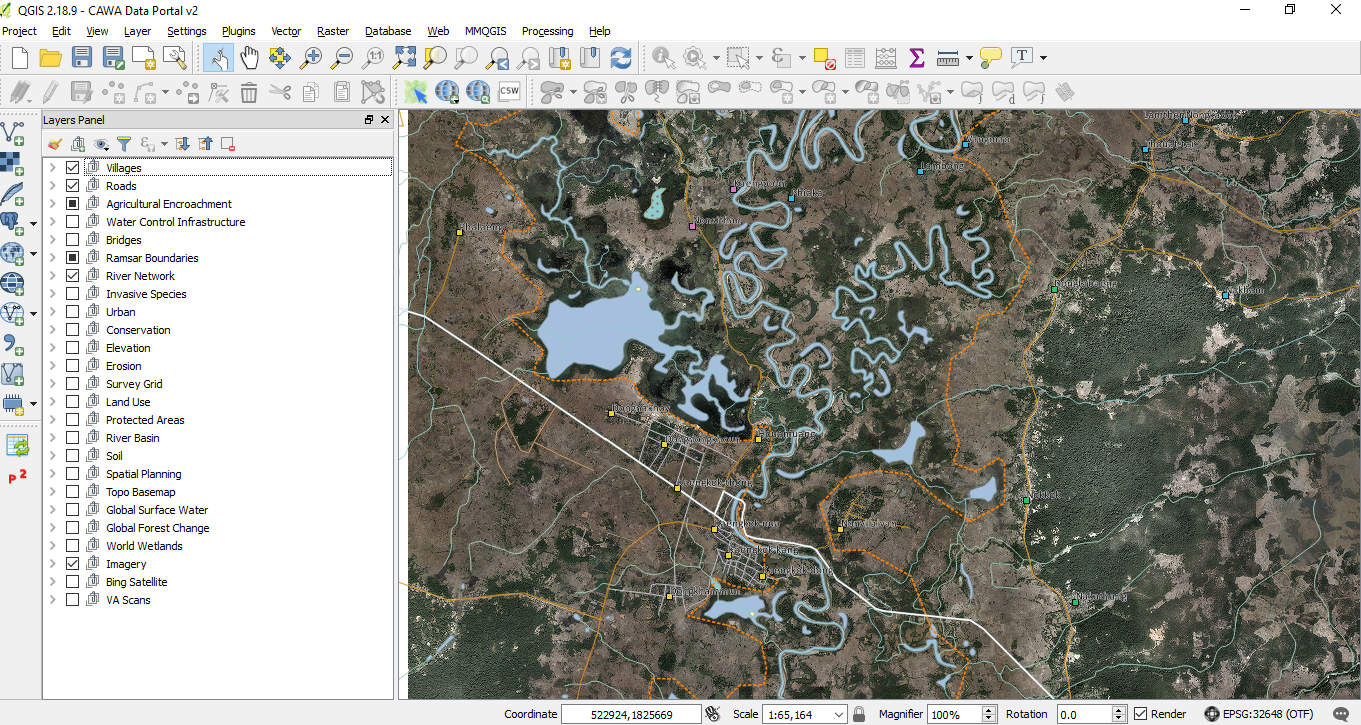 QGIS 2.18.9 - CAWA Data Portal v2
Project Edit View Layer Settings Plugins Vector Raster Database Web MMQGIS Processing Help
1:1
CSW
Layers Panel
Villages
Roads
Agricultural Encroachment
Water Control Infrastructure
Bridges
Ramsar Boundaries
River Network
Invasive Species
Urban
Conservation
Elevation
Erosion
Survey Grid
Land Use
Protected Areas
River Basin
Soil
Spatial Planning
Topo Basemap
Global Surface Water
Global Forest Change
World Wetlands
Imagery
Bing Satellite
VA Scans
P 2
Coordinate 522924,1825669 Scale 1:65,164 Magnifier 100% Rotation 0.0 Render EPSG:32648 (OTF)